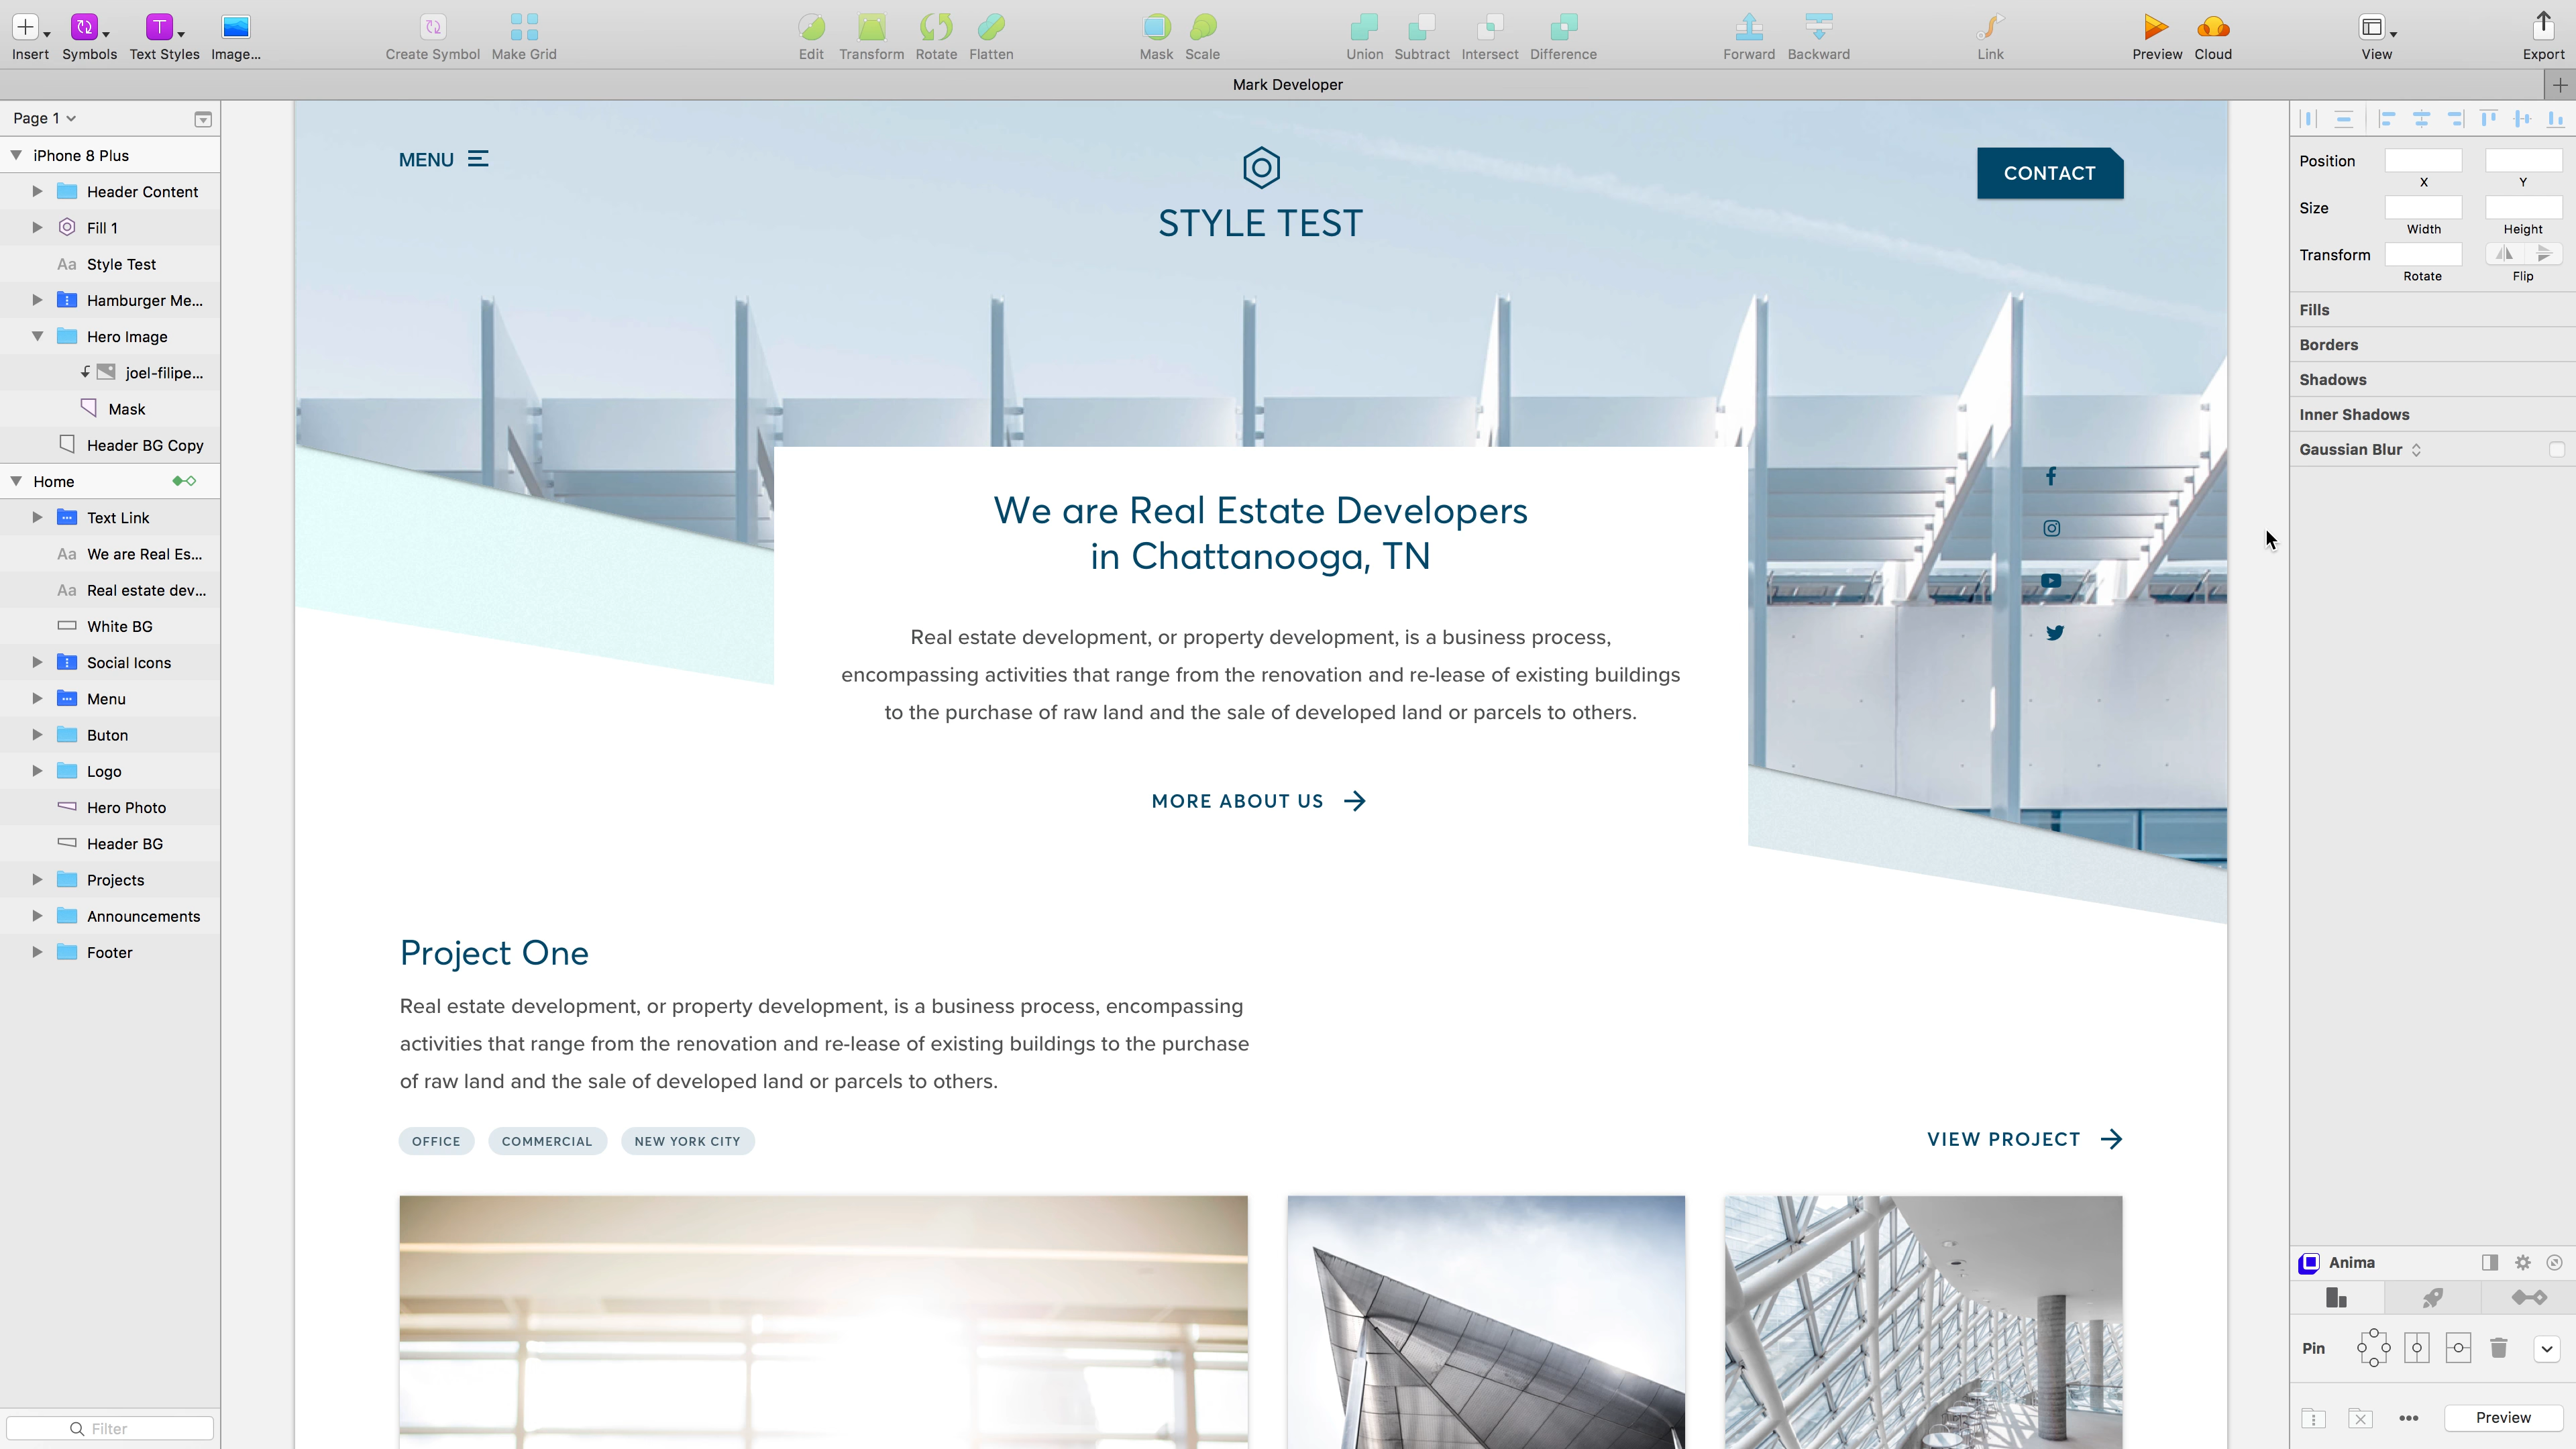 Insert
Symbols
Text Styles
Image...
Create Symbol
Make Grid
Edit
Transform
Rotate
Flatten
Mask
Scale
Union
Subtract
Intersect
Difference
Forward
Backward
Link
Preview
Cloud
View
Export
Mark Developer
Page 1
iPhone 8 Plus
Header Content
Fill 1
Aa Style Test
Hamburger Me...
Hero Image
joel-filipe...
Mask
Header BG Copy
Home
Text Link
Aa We are Real Es...
Aa Real estate dev...
White BG
Social Icons
Menu
Buton
Logo
Hero Photo
Header BG
Projects
Announcements
Footer
Filter
MENU
STYLE TEST
CONTACT
We are Real Estate Developers
in Chattanooga, TN
Real estate development, or property development, is a business process,
encompassing activities that range from the renovation and re-lease of existing buildings
to the purchase of raw land and the sale of developed land or parcels to others.
MORE ABOUT US
Project One
Real estate development, or property development, is a business process, encompassing
activities that range from the renovation and re-lease of existing buildings to the purchase
of raw land and the sale of developed land or parcels to others.
OFFICE
COMMERCIAL
NEW YORK CITY
VIEW PROJECT
Position
X
Y
Size
Width
Height
Transform
Rotate
Flip
Fills
Borders
Shadows
Inner Shadows
Gaussian Blur
Anima
Pin
Preview